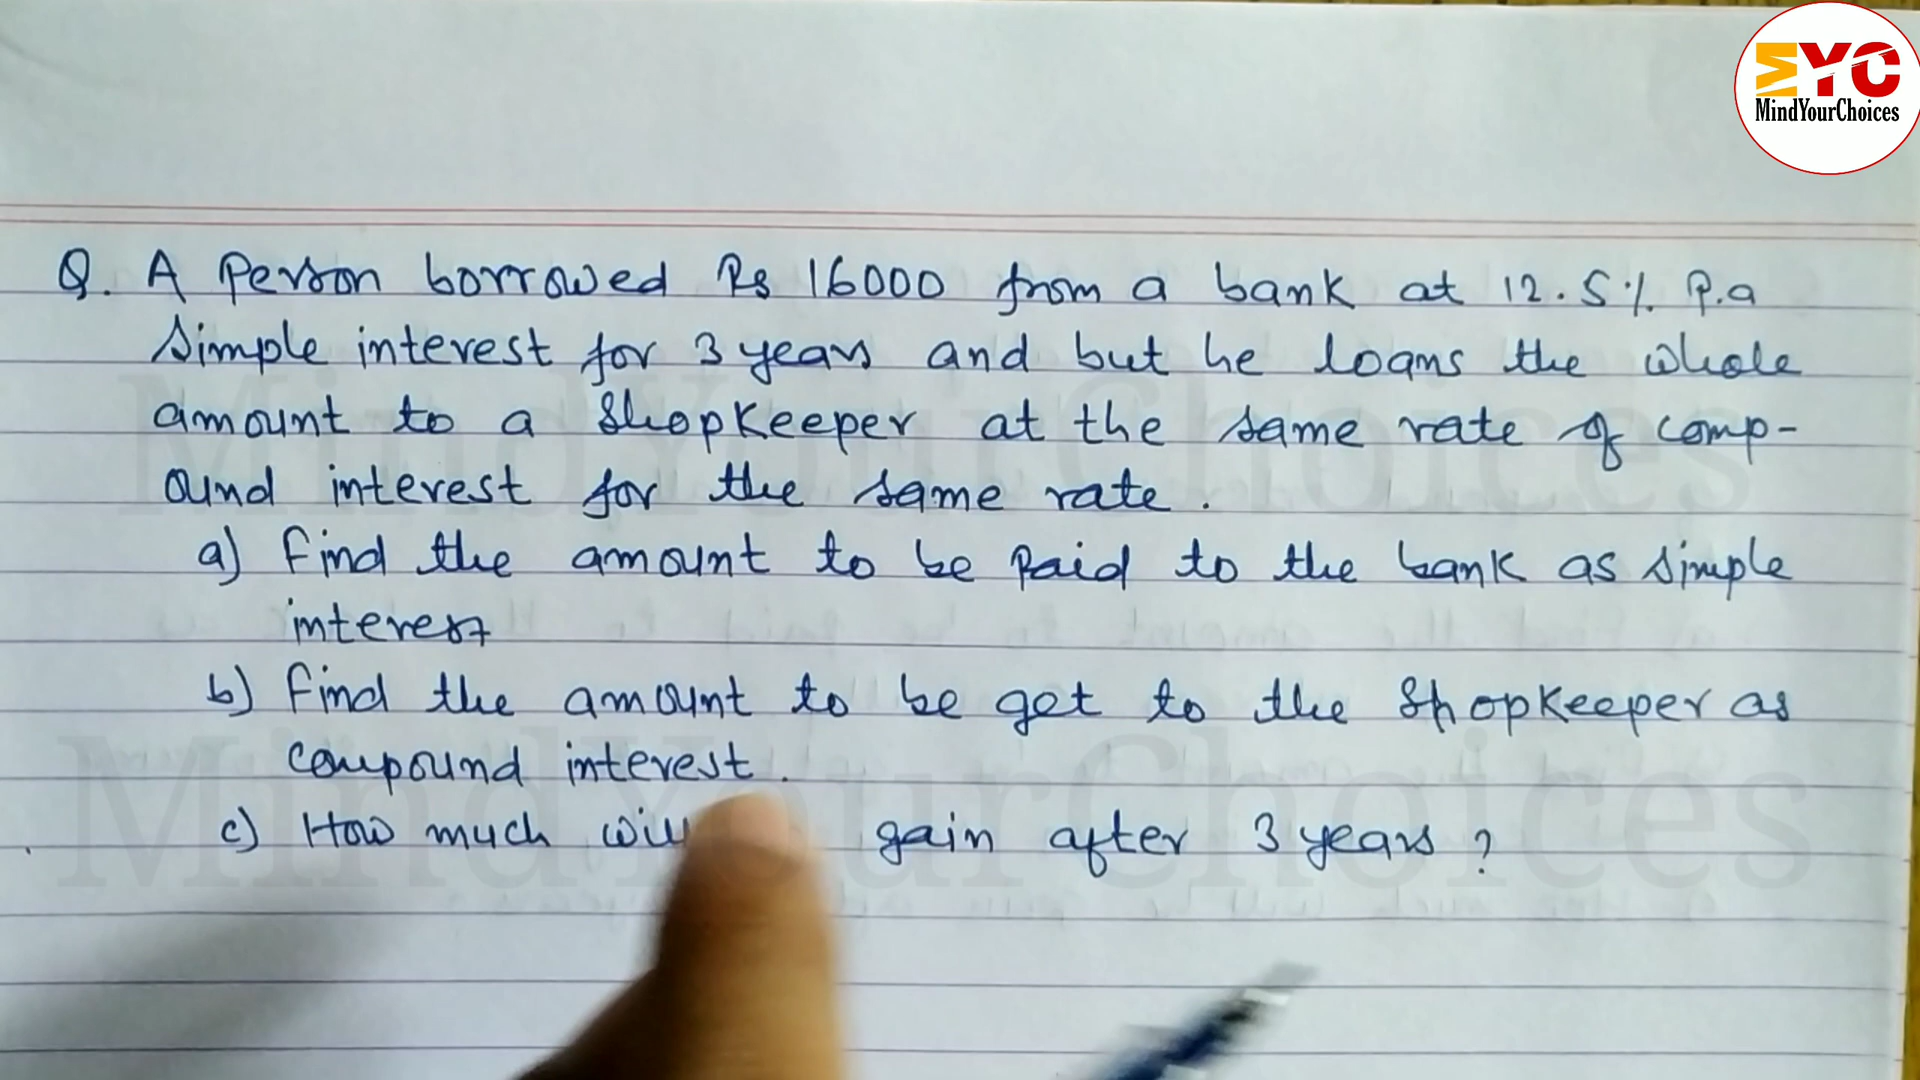 MYC
MindYourChoices
Q. A Person borrowed Rs 16000 from a bank at 12.5% P.a
Simple interest for 3 years and but he loans the whole
amount to a Shopkeeper at the same rate of comp-
ound interest for the same rate.
a) Find the amount to be Paid to the bank as simple
interest
b) Find the amount to be get to the Shopkeeper as
compound interest.
c) How much will gain after 3 years?
MindYourChoices
MindYourChoices